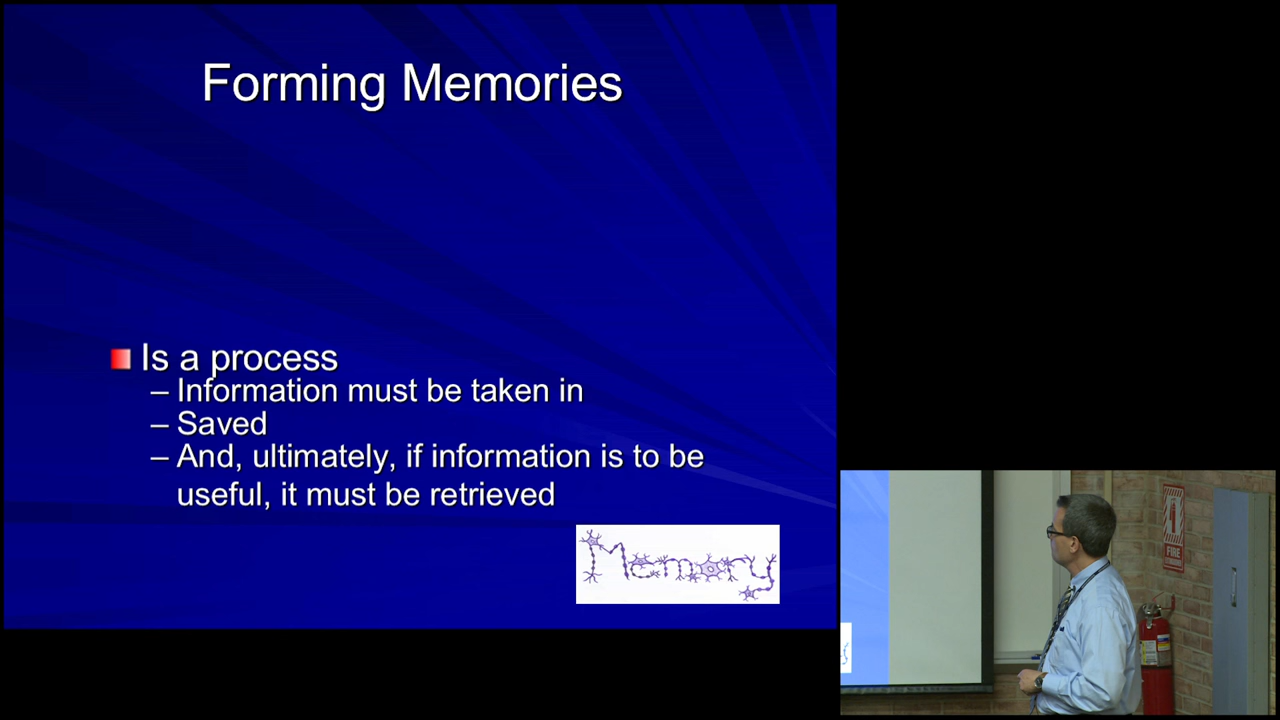 Forming Memories
Is a process
– Information must be taken in
– Saved
– And, ultimately, if information is to be
useful, it must be retrieved
Memory
FIRE